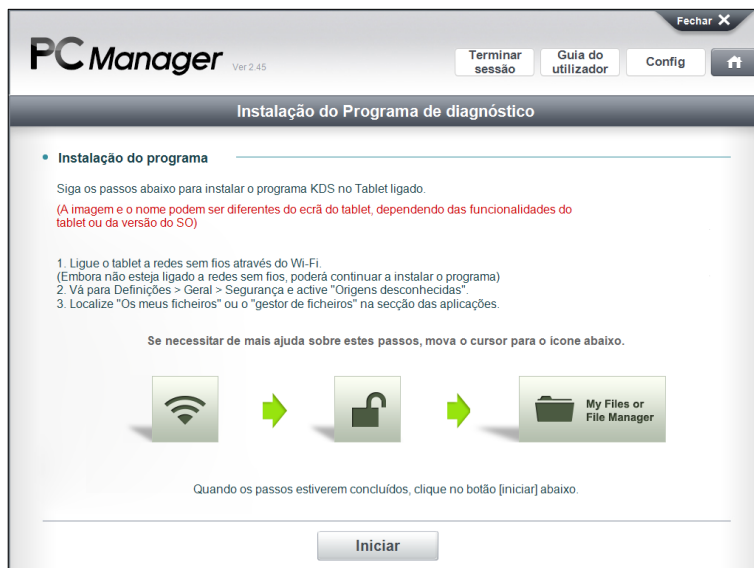 Fechar X
PC Manager Ver 2.45
Terminar sessão
Guia do utilizador
Config
Instalação do Programa de diagnóstico
Instalação do programa
Siga os passos abaixo para instalar o programa KDS no Tablet ligado.
(A imagem e o nome podem ser diferentes do ecrã do tablet, dependendo das funcionalidades do
tablet ou da versão do SO)
1. Ligue o tablet a redes sem fios através do Wi-Fi.
(Embora não esteja ligado a redes sem fios, poderá continuar a instalar o programa)
2. Vá para Definições > Geral > Segurança e active "Origens desconhecidas".
3. Localize "Os meus ficheiros" ou o "gestor de ficheiros" na secção das aplicações.
Se necessitar de mais ajuda sobre estes passos, mova o cursor para o icone abaixo.
My Files or
File Manager
Quando os passos estiverem concluídos, clique no botão [iniciar] abaixo.
Iniciar